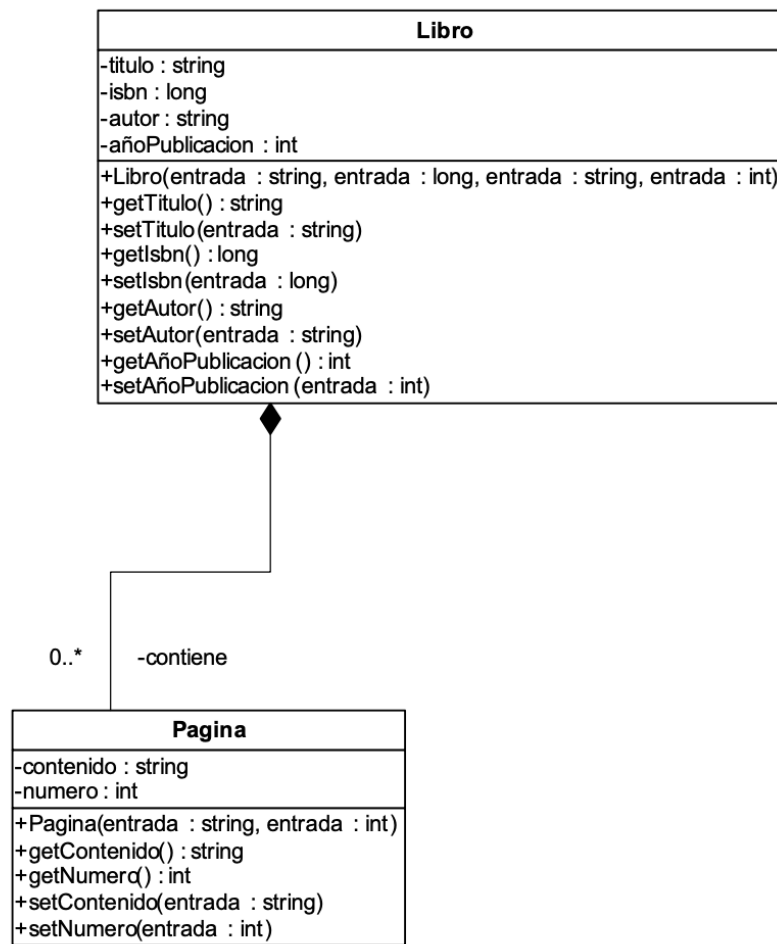 Libro
-titulo : string
-isbn : long
-autor : string
-añoPublicacion : int
+Libro(entrada : string, entrada : long, entrada : string, entrada : int)
+getTitulo() : string
+setTitulo(entrada : string)
+getIsbn() : long
+setIsbn(entrada : long)
+getAutor() : string
+setAutor(entrada : string)
+getAñoPublicacion() : int
+setAñoPublicacion(entrada : int)
0..* -contiene
Pagina
-contenido : string
-numero : int
+Pagina(entrada : string, entrada : int)
+getContenido() : string
+getNumero() : int
+setContenido(entrada : string)
+setNumero(entrada : int)